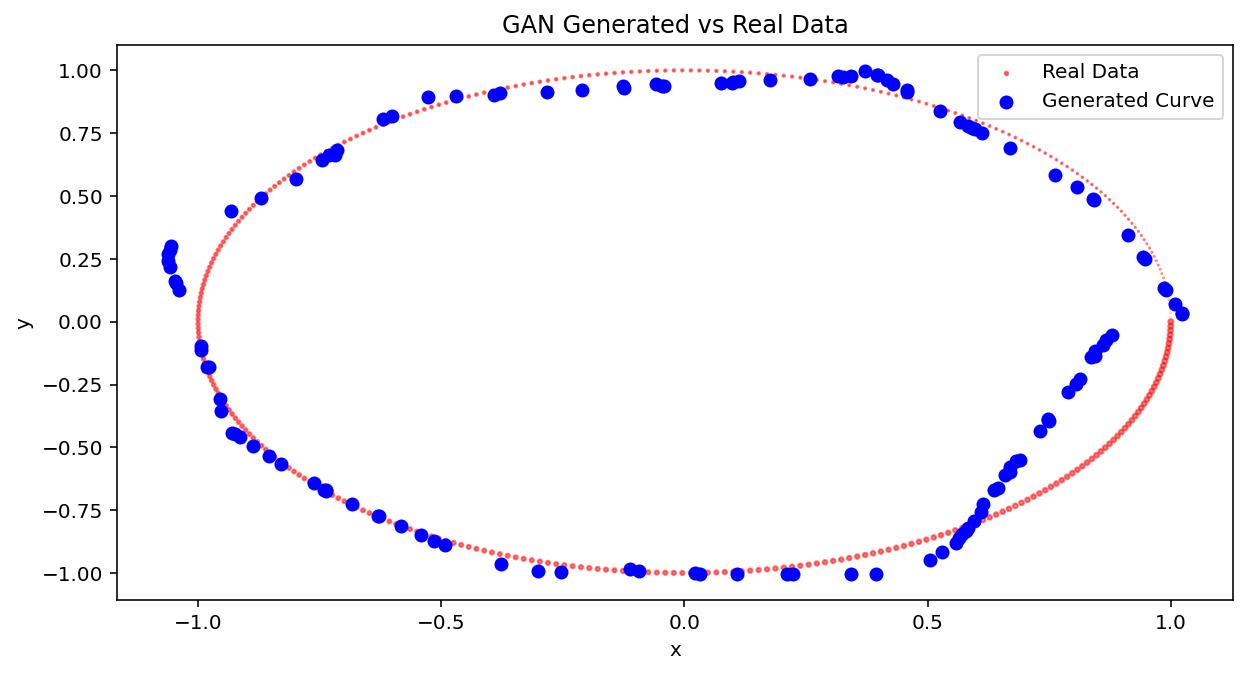 GAN Generated vs Real Data
Real Data
Generated Curve
1.00
0.75
0.50
0.25
0.00
−0.25
−0.50
−0.75
−1.00
y
−1.0 −0.5 0.0 0.5 1.0
x